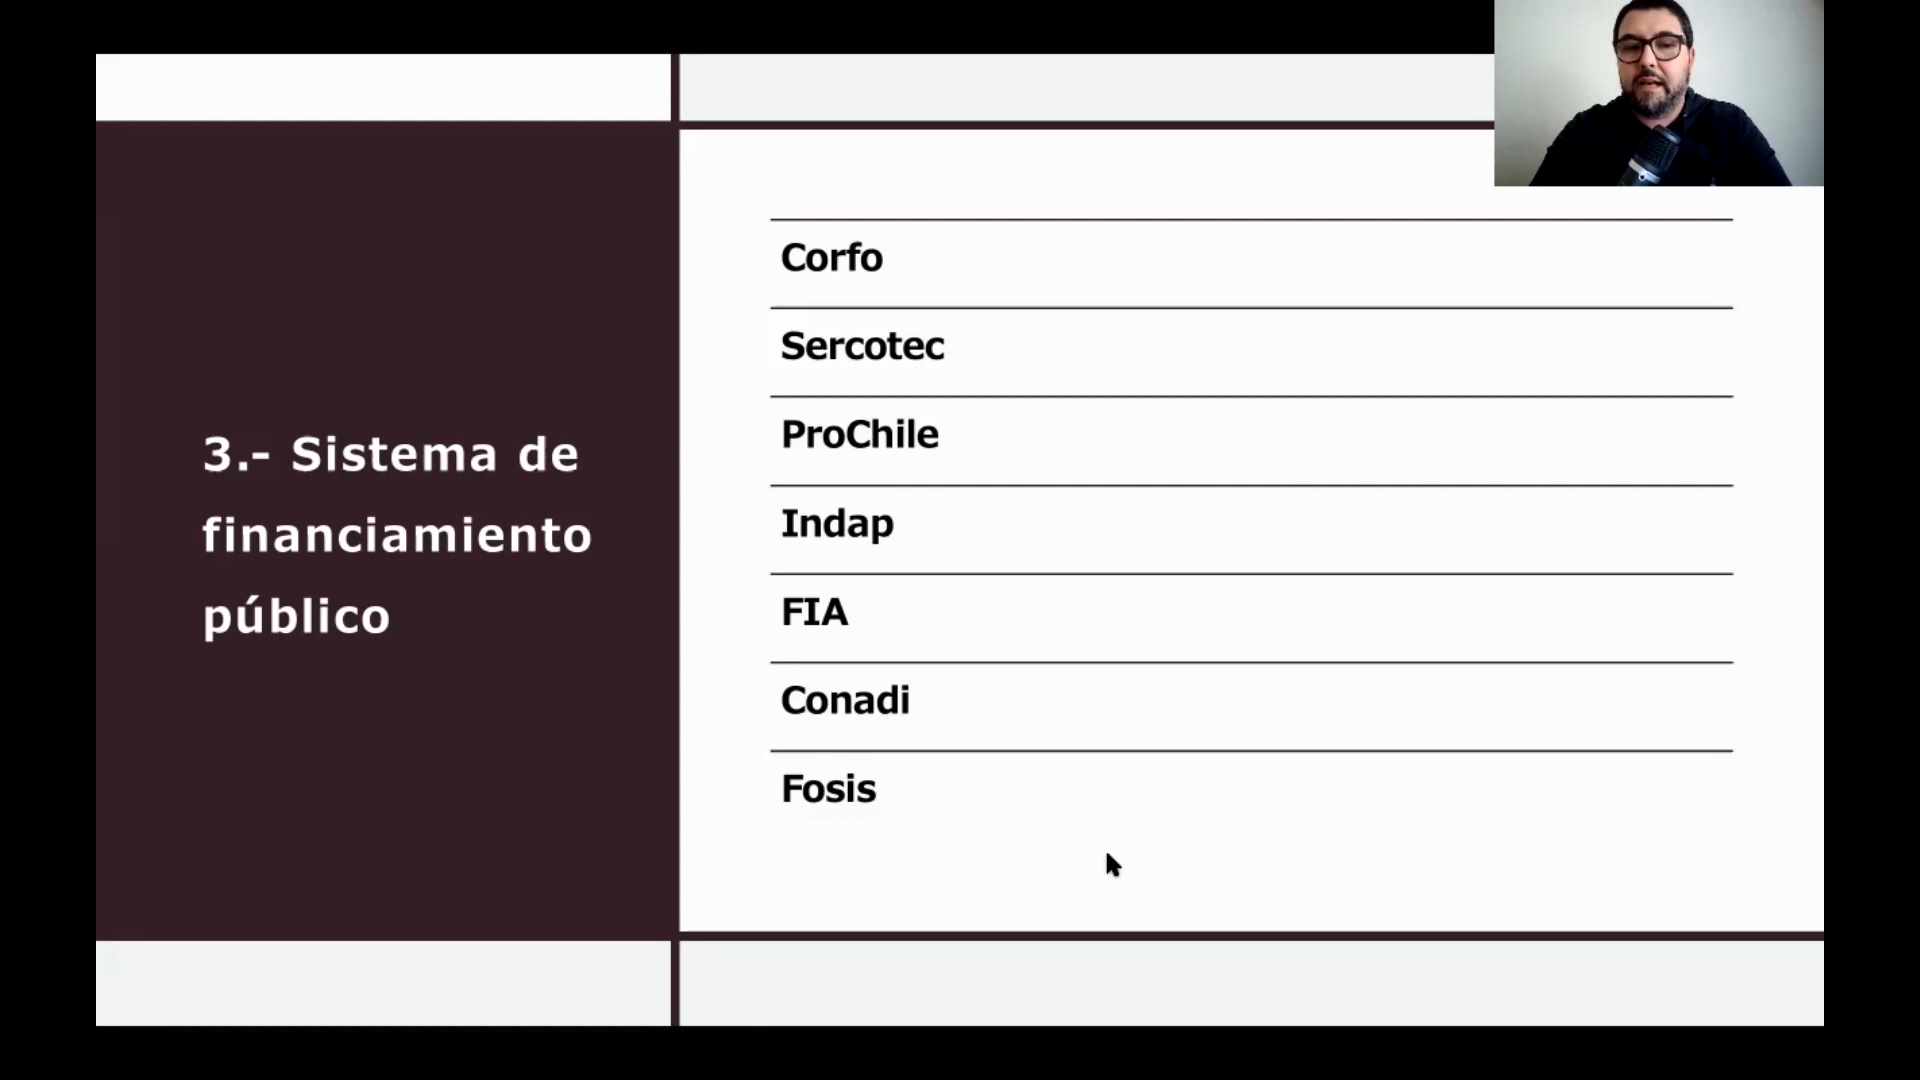 3.- Sistema de
financiamiento
público
Corfo
Sercotec
ProChile
Indap
FIA
Conadi
Fosis